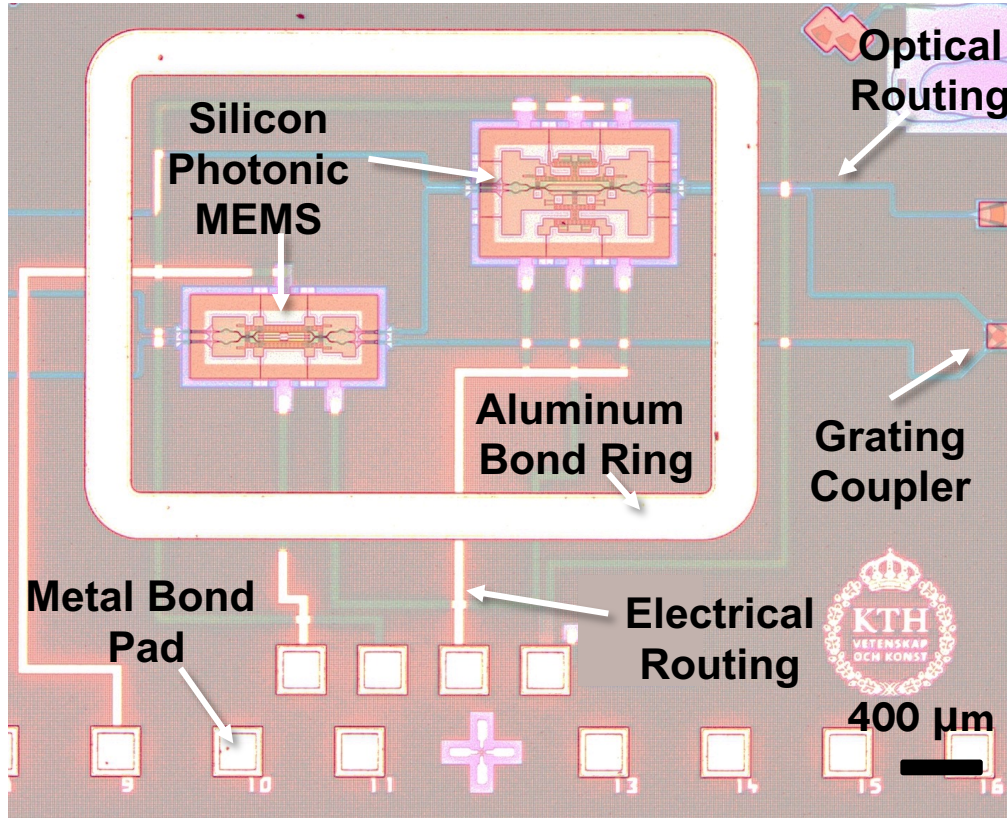 Optical
Routing
Silicon
Photonic
MEMS
Aluminum
Bond Ring
Grating
Coupler
Metal Bond
Pad
Electrical
Routing
KTH
VETENSKAP
OCH KONST
400 µm
9
10
11
13
14
15
16